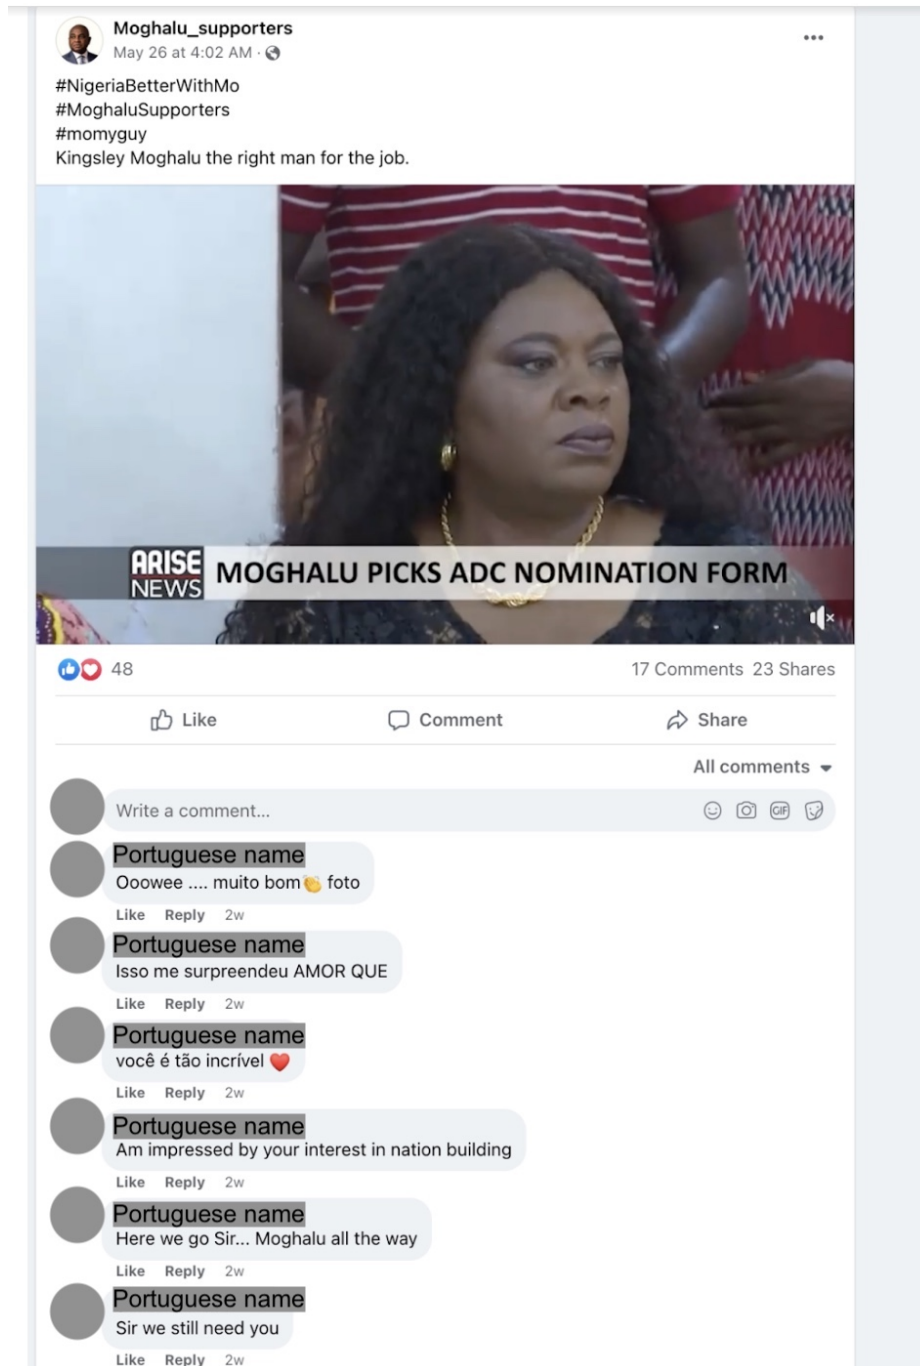 Moghalu_supporters
May 26 at 4:02 AM ·
#NigeriaBetterWithMo
#MoghaluSupporters
#momyguy
Kingsley Moghalu the right man for the job.
ARISE
NEWS
MOGHALU PICKS ADC NOMINATION FORM
48
17 Comments 23 Shares
Like
Comment
Share
All comments
Write a comment...
GIF
Portuguese name
Ooowee .... muito bom👏 foto
Like Reply 2w
Portuguese name
Isso me surpreendeu AMOR QUE
Like Reply 2w
Portuguese name
você é tão incrível ❤️
Like Reply 2w
Portuguese name
Am impressed by your interest in nation building
Like Reply 2w
Portuguese name
Here we go Sir... Moghalu all the way
Like Reply 2w
Portuguese name
Sir we still need you
Like Reply 2w